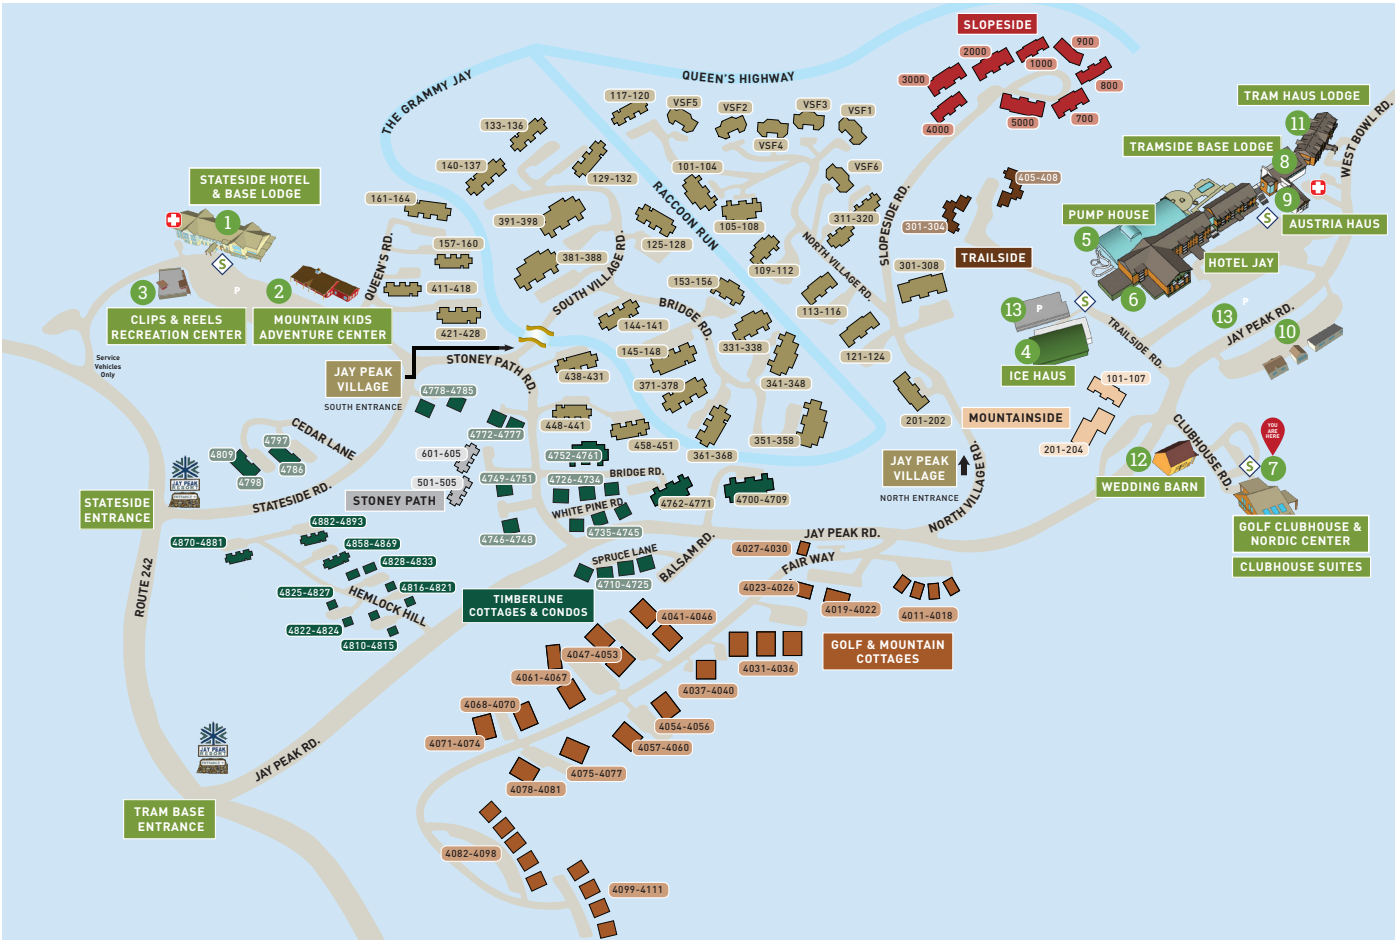 SLOPESIDE
2000
900
1000
3000
800
4000
5000
700
THE GRAMMY JAY
QUEEN'S HIGHWAY
117-120
VSF5
VSF2
VSF3
VSF1
VSF4
VSF6
133-136
140-137
129-132
101-104
RACCOON RUN
161-164
391-398
125-128
105-108
311-320
157-160
381-388
109-112
SOUTH VILLAGE RD.
NORTH VILLAGE RD.
SLOPESIDE RD.
QUEEN'S RD.
411-418
421-428
153-156
BRIDGE RD.
144-141
113-116
301-308
145-148
331-338
121-124
341-348
371-378
438-431
448-441
458-451
361-368
351-358
201-202
405-408
301-304
TRAILSIDE
TRAM HAUS LODGE
11
TRAMSIDE BASE LODGE
8
WEST BOWL RD.
9
S
AUSTRIA HAUS
PUMP HOUSE
5
HOTEL JAY
6
13
P
S
4
ICE HAUS
TRAILSIDE RD.
P
13
JAY PEAK RD.
10
101-107
MOUNTAINSIDE
201-204
12
WEDDING BARN
CLUBHOUSE RD.
YOU
ARE
HERE
S
7
GOLF CLUBHOUSE &
NORDIC CENTER
CLUBHOUSE SUITES
STATESIDE HOTEL
& BASE LODGE
1
S
3
P
2
CLIPS & REELS
RECREATION CENTER
MOUNTAIN KIDS
ADVENTURE CENTER
Service
Vehicles
Only
JAY PEAK
VILLAGE
SOUTH ENTRANCE
STONEY PATH RD.
4778-4785
4772-4777
601-605
501-505
STONEY PATH
4752-4761
4749-4751
4726-4734
BRIDGE RD.
WHITE PINE RD
4746-4748
4735-4745
4762-4771
4700-4709
SPRUCE LANE
4710-4725
BALSAM RD.
JAY PEAK
VILLAGE
NORTH ENTRANCE
NORTH VILLAGE RD.
JAY PEAK RD.
CEDAR LANE
4809
4797
4786
4798
JAY PEAK
RESORT
STATESIDE RD.
STATESIDE
ENTRANCE
4882-4893
4870-4881
4858-4869
4828-4833
4825-4827
4816-4821
HEMLOCK HILL
4822-4824
4810-4815
ROUTE 242
TIMBERLINE
COTTAGES & CONDOS
4027-4030
FAIR WAY
4023-4026
4019-4022
4011-4018
GOLF & MOUNTAIN
COTTAGES
4041-4046
4047-4053
4031-4036
4061-4067
4037-4040
4068-4070
4054-4056
4071-4074
4057-4060
4075-4077
4078-4081
4082-4098
4099-4111
JAY PEAK
RESORT
JAY PEAK RD.
TRAM BASE
ENTRANCE